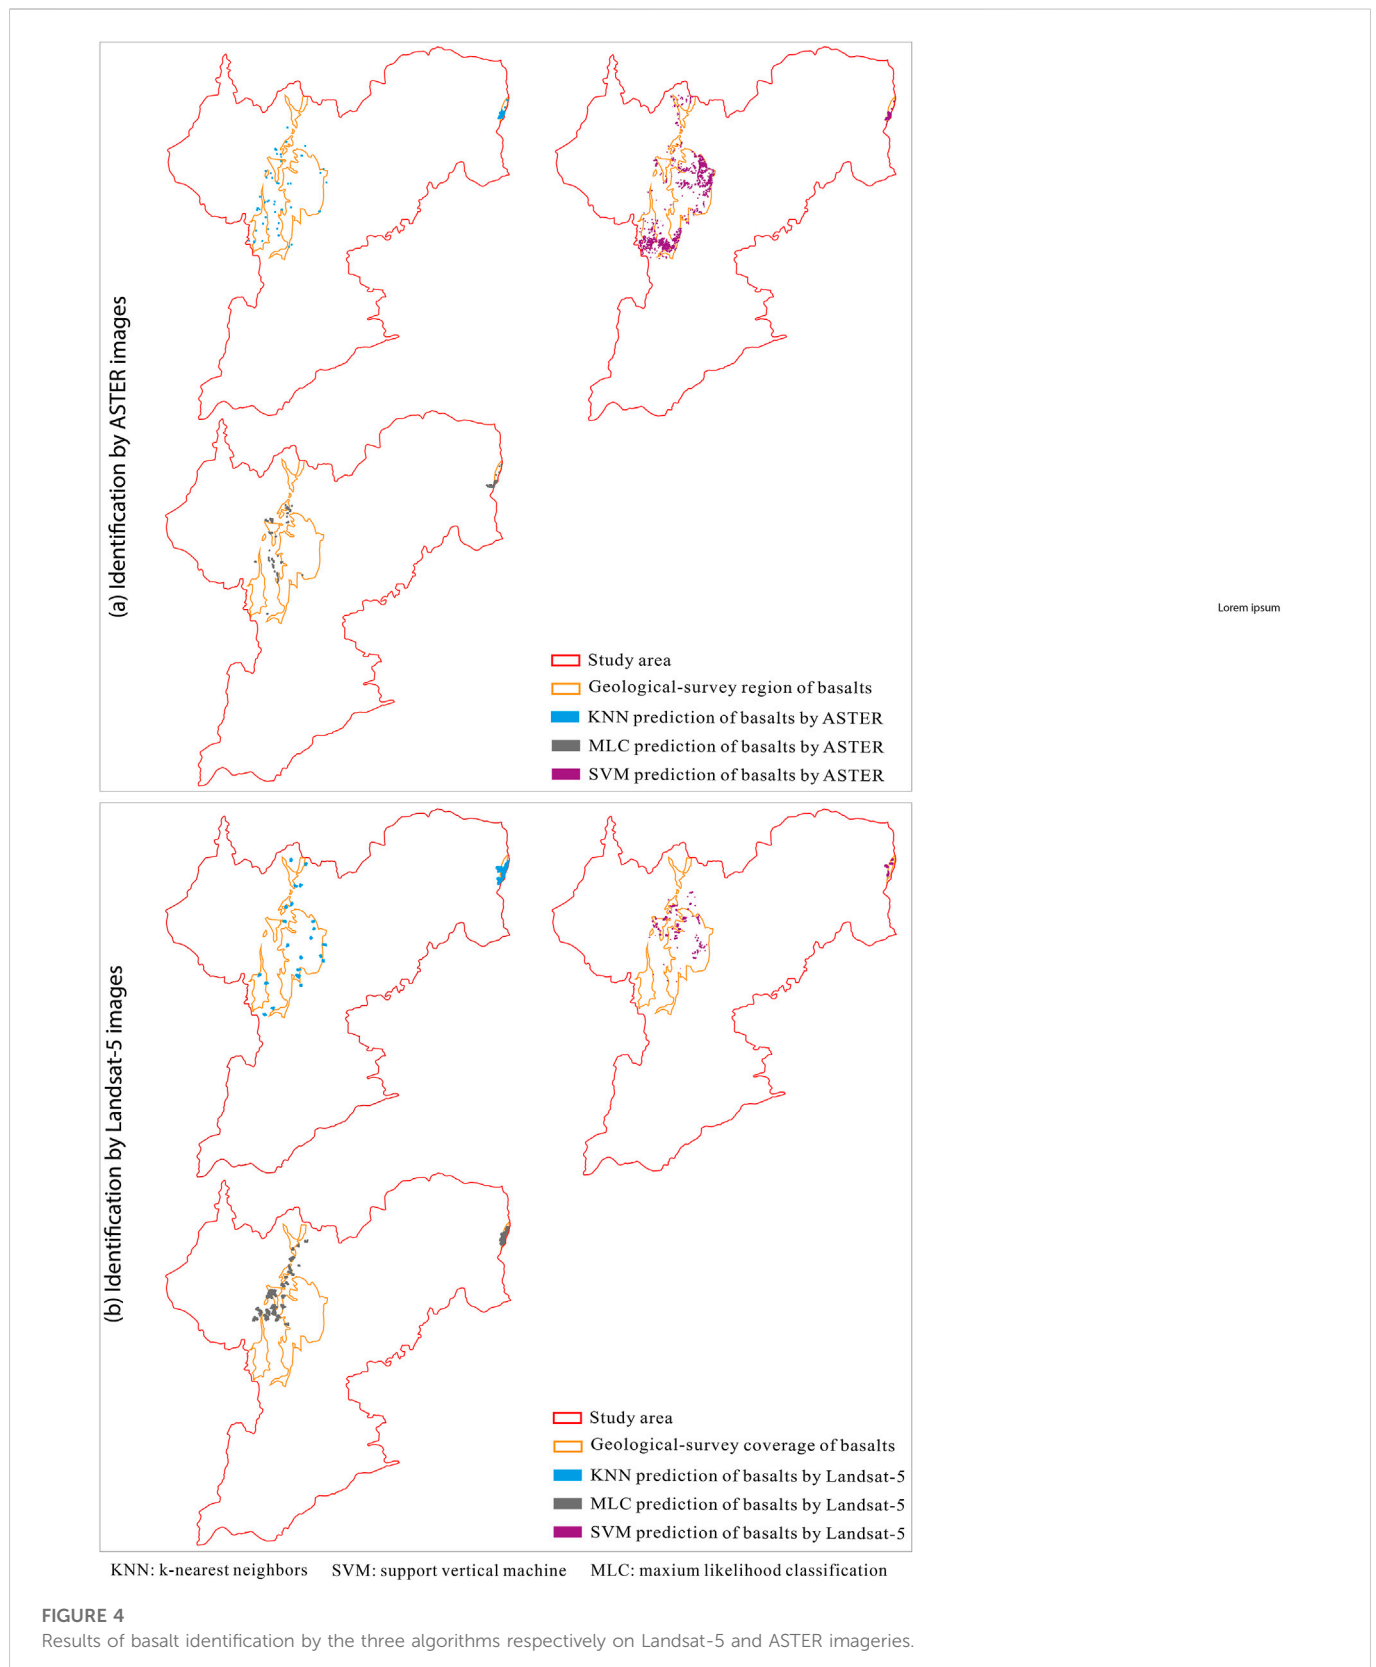 (a) Identification by ASTER images
Study area
Geological-survey region of basalts
KNN prediction of basalts by ASTER
MLC prediction of basalts by ASTER
SVM prediction of basalts by ASTER
Lorem ipsum
(b) Identification by Landsat-5 images
Study area
Geological-survey coverage of basalts
KNN prediction of basalts by Landsat-5
MLC prediction of basalts by Landsat-5
SVM prediction of basalts by Landsat-5
KNN: k-nearest neighbors SVM: support vertical machine MLC: maxium likelihood classification
FIGURE 4
Results of basalt identification by the three algorithms respectively on Landsat-5 and ASTER imageries.